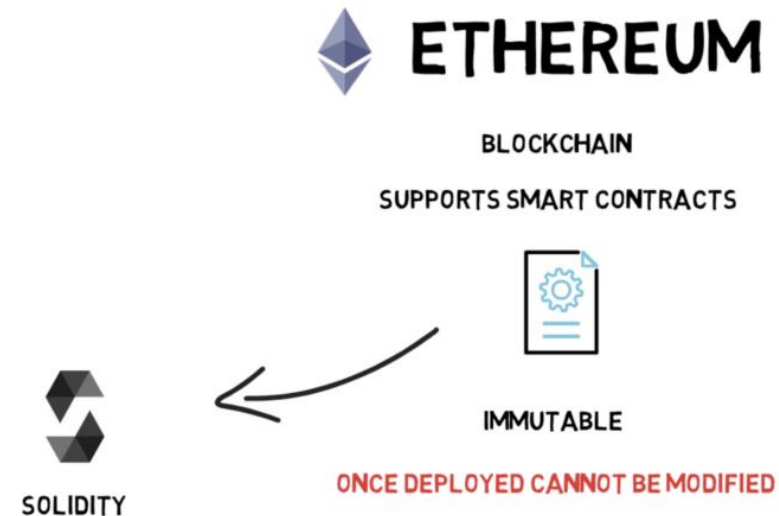 ETHEREUM
BLOCKCHAIN
SUPPORTS SMART CONTRACTS
IMMUTABLE
ONCE DEPLOYED CANNOT BE MODIFIED
SOLIDITY